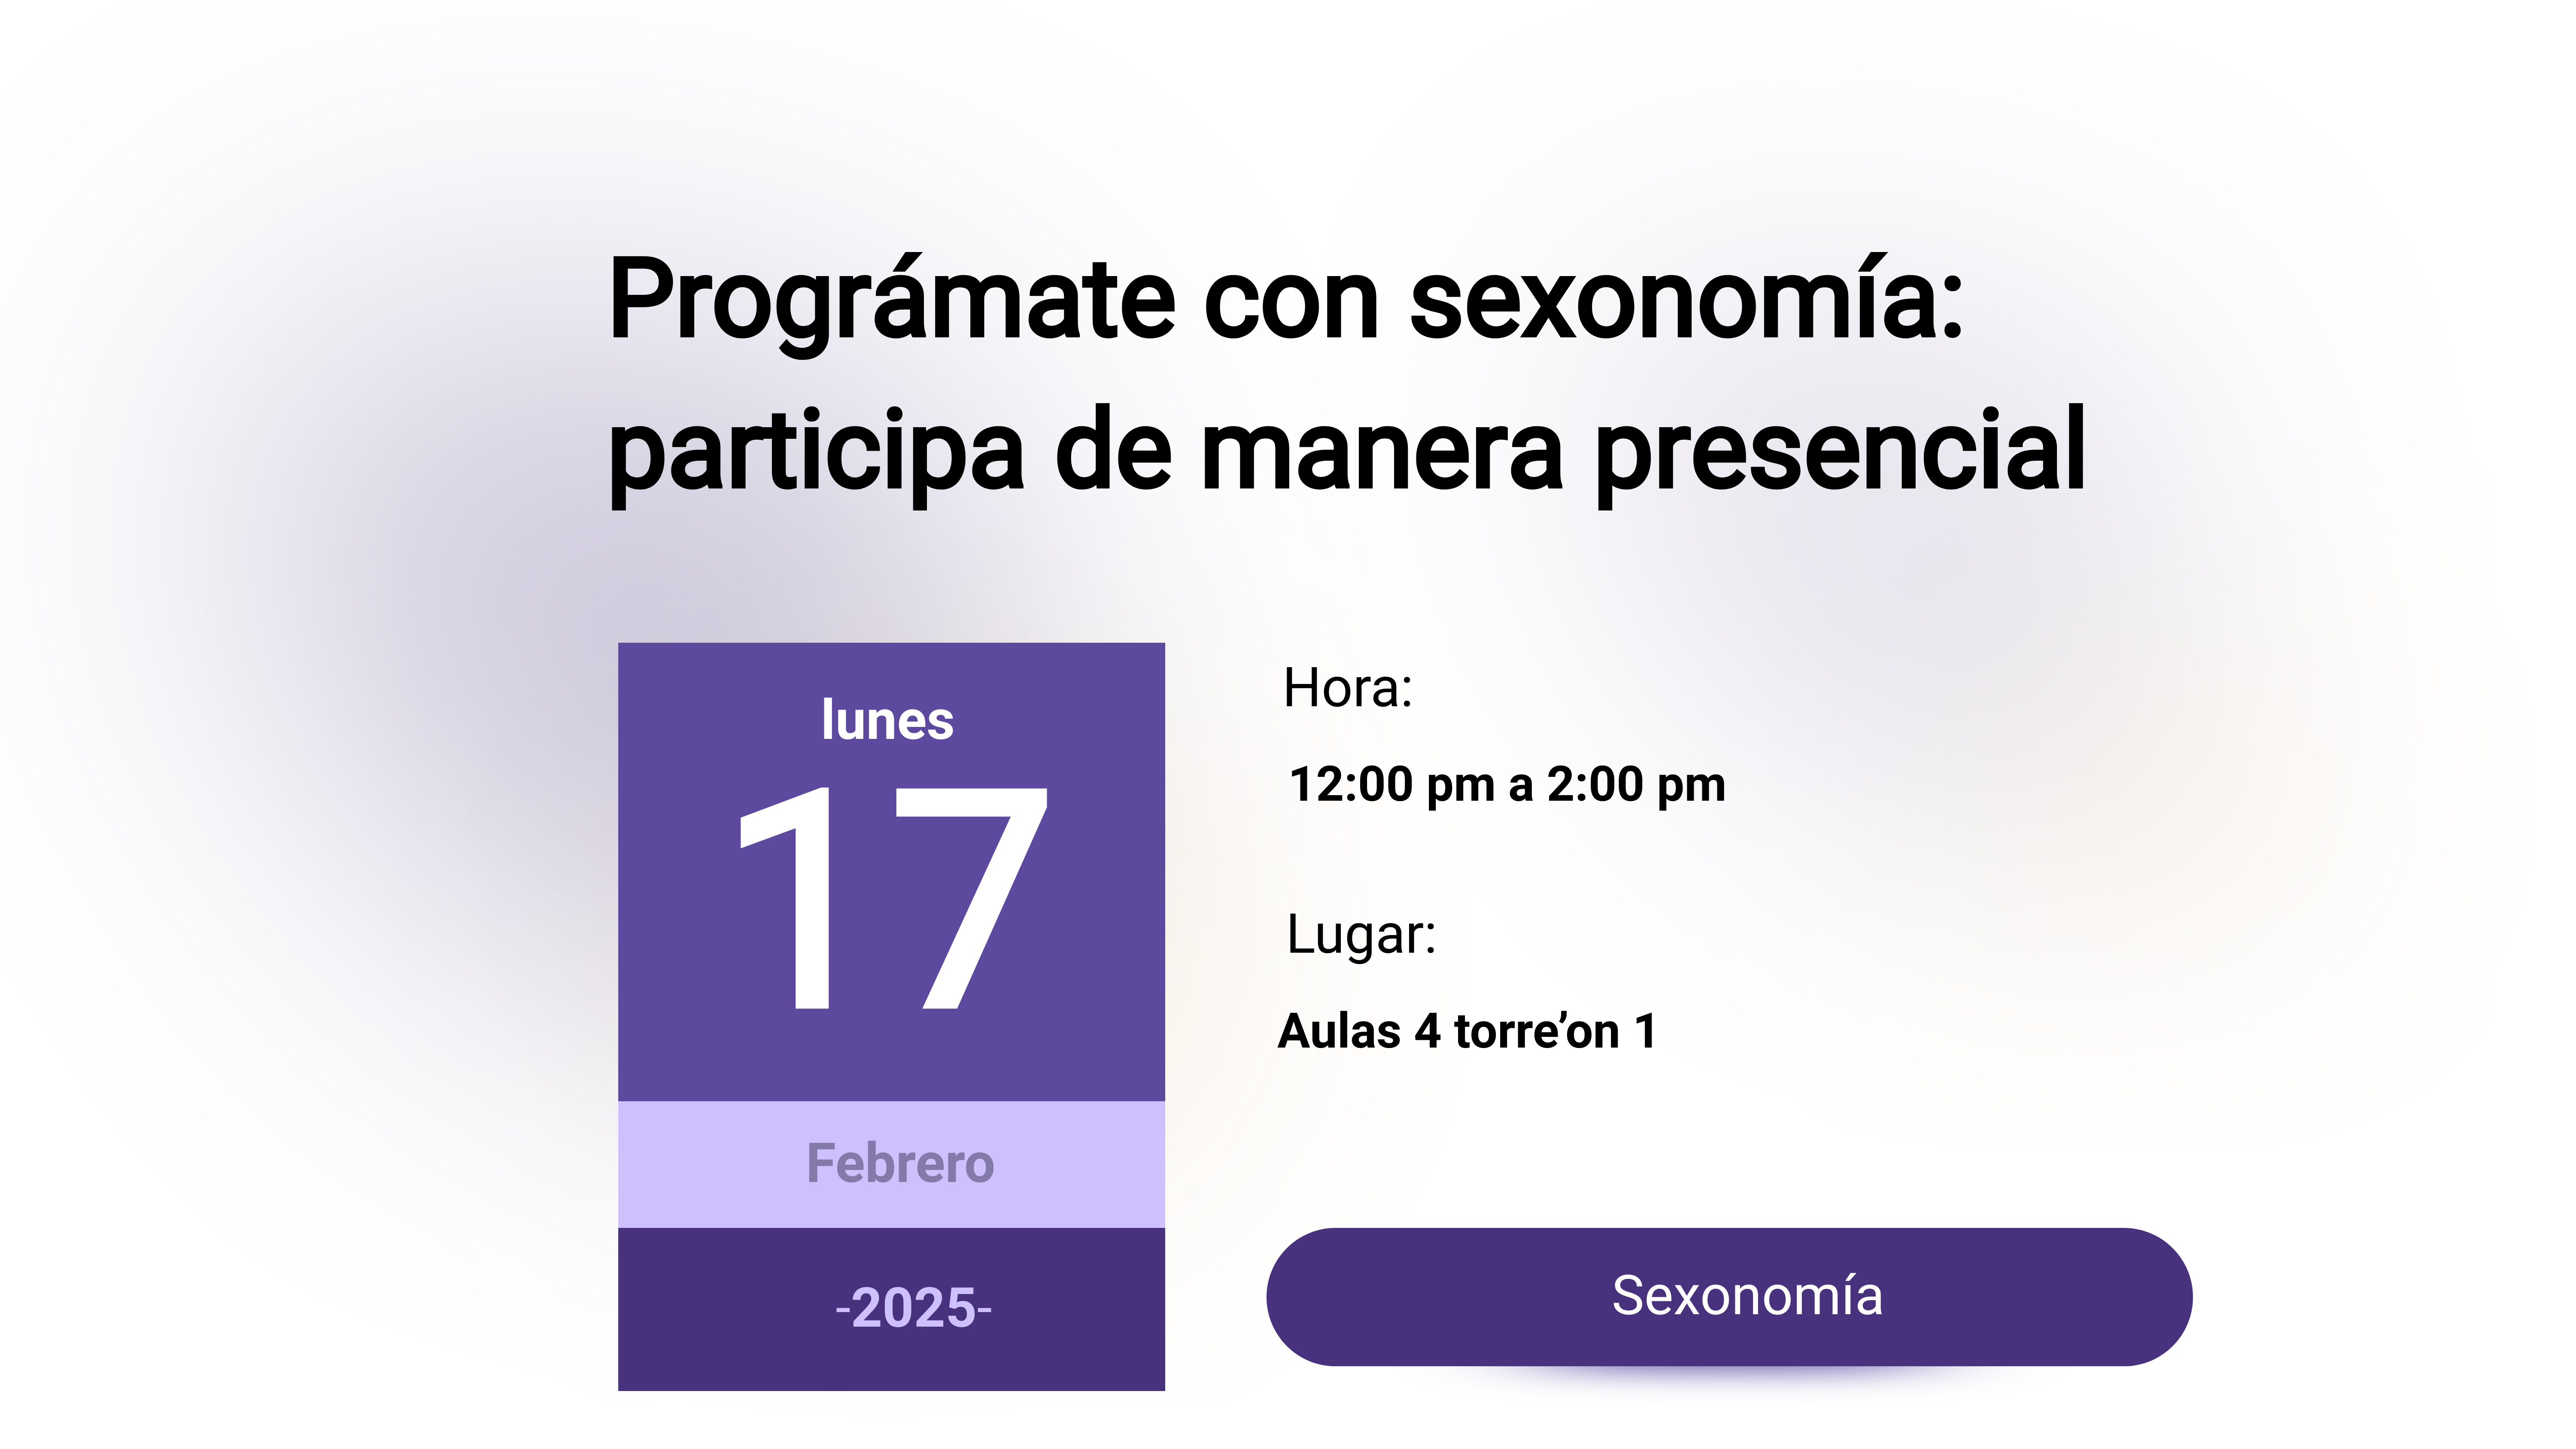 Prográmate con sexonomía:
participa de manera presencial
lunes
17
Febrero
-2025-
Hora:
12:00 pm a 2:00 pm
Lugar:
Aulas 4 torre’on 1
Sexonomía